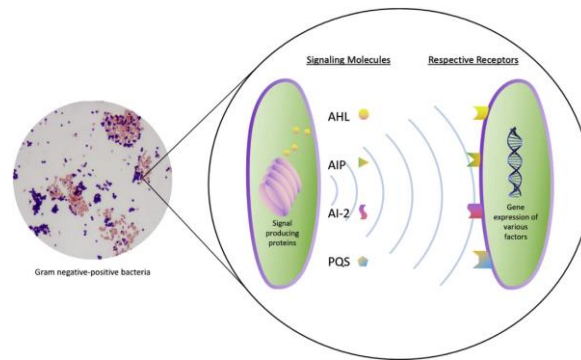 Signaling Molecules
Respective Receptors
AHL
AIP
AI-2
PQS
Signal
producing
proteins
Gene
expression of
various
factors
Gram negative-positive bacteria